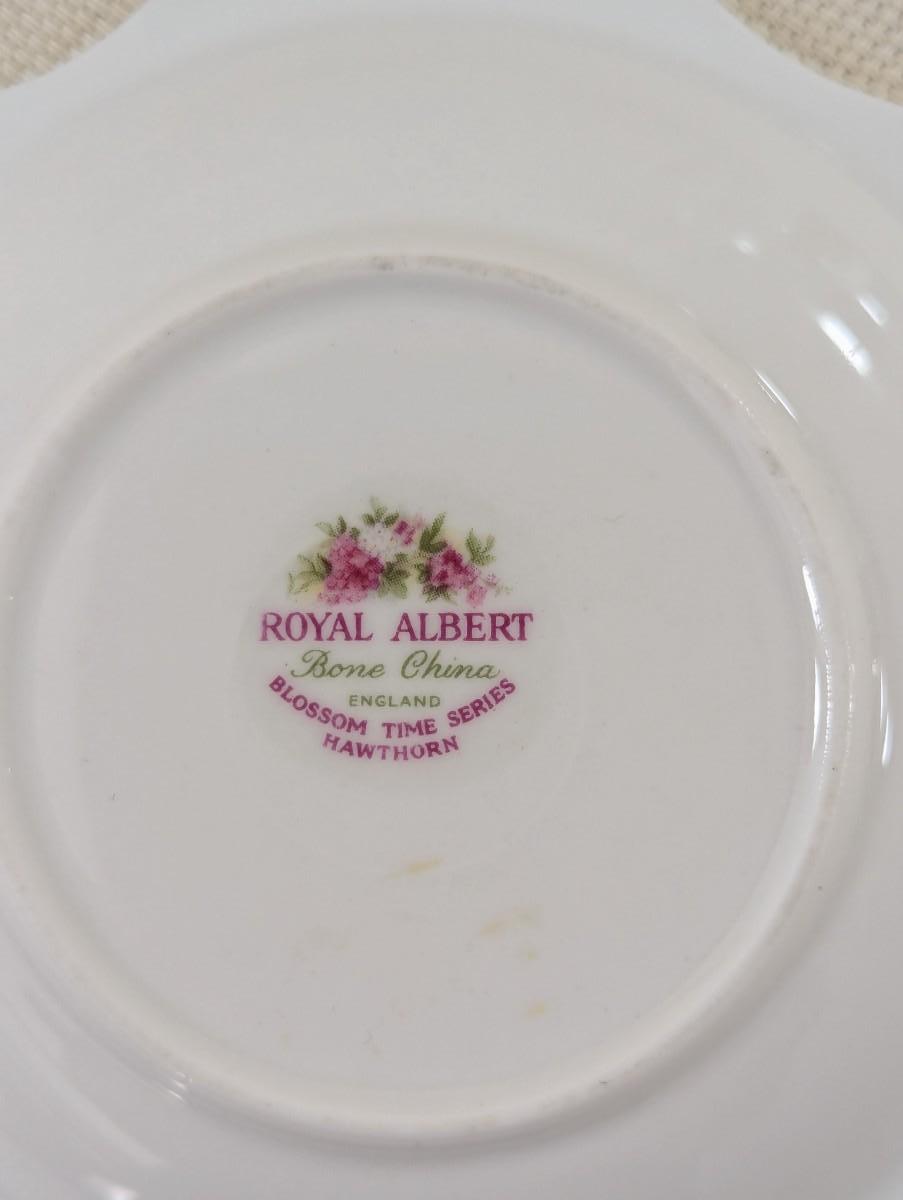 ROYAL ALBERT
Bone China
ENGLAND
BLOSSOM TIME SERIES
HAWTHORN